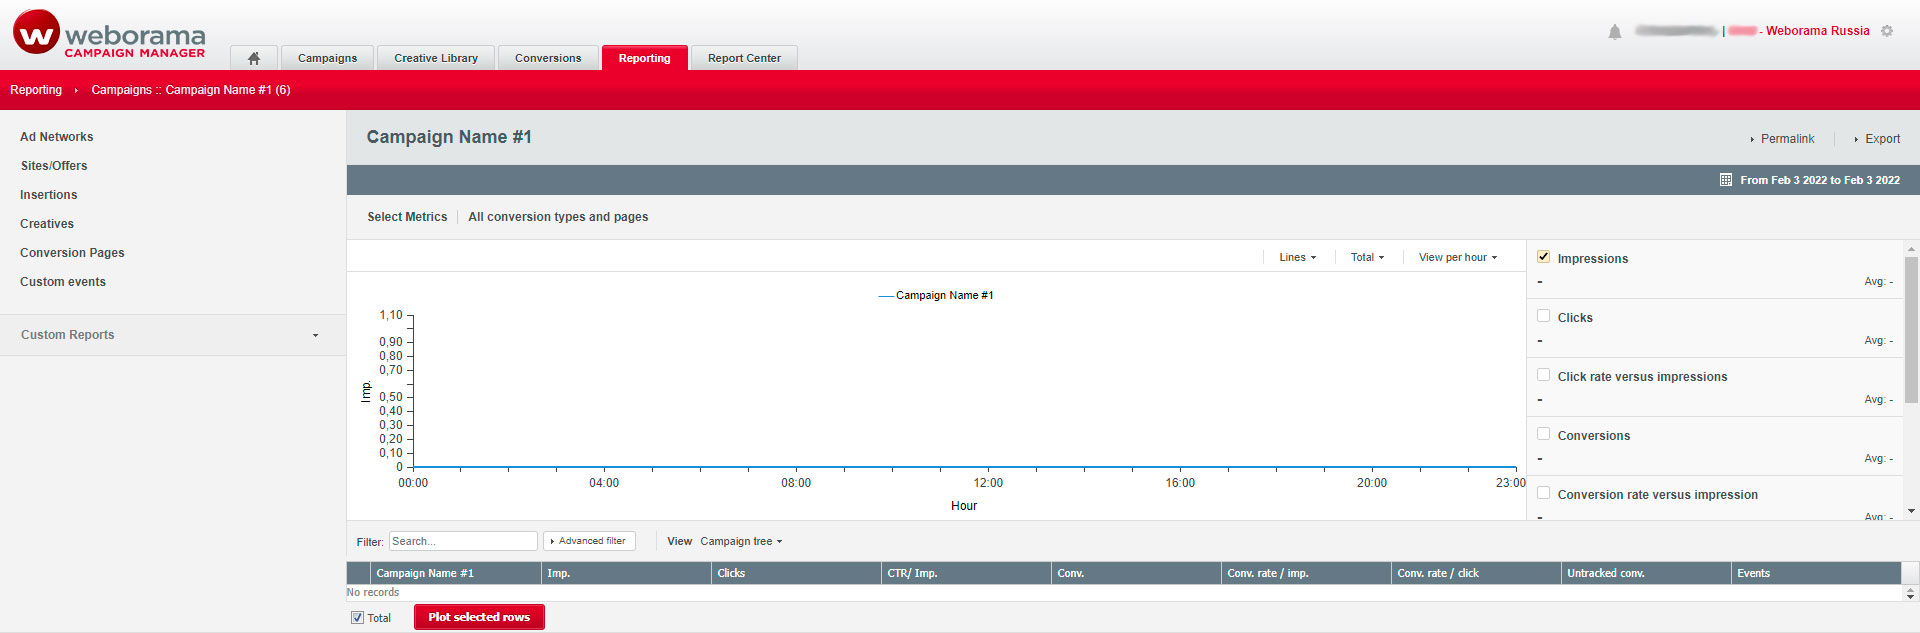 weborama
CAMPAIGN MANAGER
Campaigns
Creative Library
Conversions
Reporting
Report Center
| - Weborama Russia
Reporting Campaigns :: Campaign Name #1 (6)
Ad Networks
Sites/Offers
Insertions
Creatives
Conversion Pages
Custom events
Custom Reports
Campaign Name #1
Permalink
Export
From Feb 3 2022 to Feb 3 2022
Select Metrics
All conversion types and pages
Lines
Total
View per hour
Campaign Name #1
1,10
0,90
0,80
0,70
0,50
0,40
0,30
0,20
0,10
0
Imp.
00:00 04:00 08:00 12:00 16:00 20:00 23:00
Hour
Impressions
- Avg: -
Clicks
- Avg: -
Click rate versus impressions
- Avg: -
Conversions
- Avg: -
Conversion rate versus impression
- Avg: -
Filter: Search... Advanced filter View Campaign tree
Campaign Name #1 Imp. Clicks CTR/ Imp. Conv. Conv. rate / imp. Conv. rate / click Untracked conv. Events
No records
Total Plot selected rows